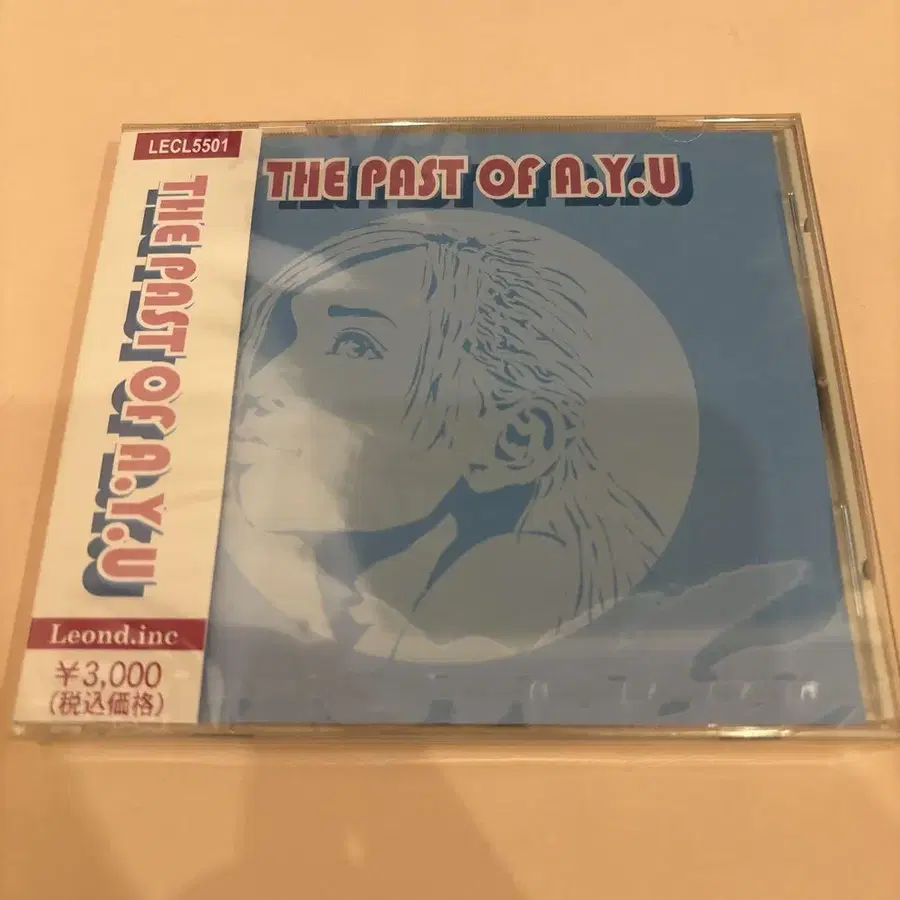 LECL5501
THE PAST OF A.Y.U
THE PAST OF A.Y.U
Leond.inc
￥3,000
(税込価格)